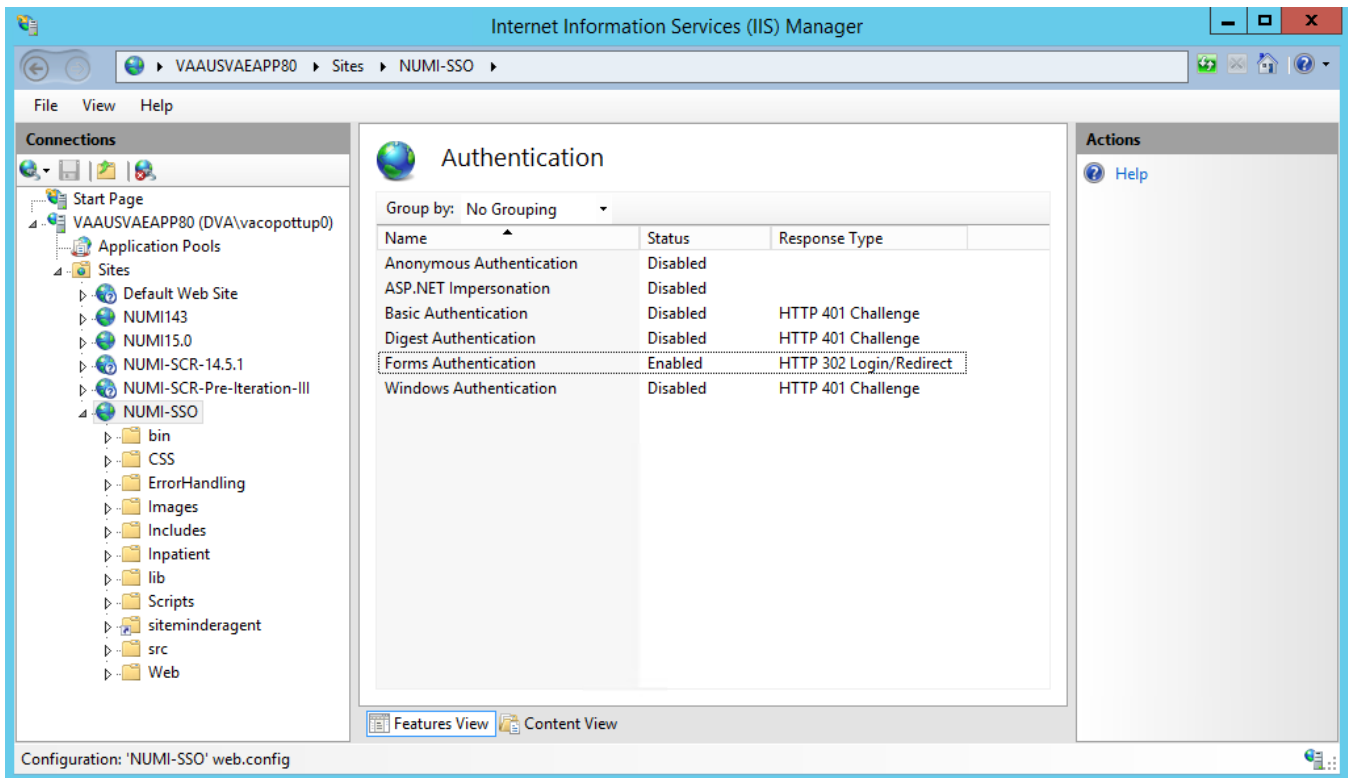 Internet Information Services (IIS) Manager
VAAUSVAEAPP80 Sites NUMI-SSO
File View Help
Connections
Start Page
VAAUSVAEAPP80 (DVA\vacopottup0)
Application Pools
Sites
Default Web Site
NUMI143
NUMI15.0
NUMI-SCR-14.5.1
NUMI-SCR-Pre-Iteration-III
NUMI-SSO
bin
CSS
ErrorHandling
Images
Includes
Inpatient
lib
Scripts
siteminderagent
src
Web
Authentication
Group by: No Grouping
Name Status Response Type
Anonymous Authentication Disabled
ASP.NET Impersonation Disabled
Basic Authentication Disabled HTTP 401 Challenge
Digest Authentication Disabled HTTP 401 Challenge
Forms Authentication Enabled HTTP 302 Login/Redirect
Windows Authentication Disabled HTTP 401 Challenge
Features View Content View
Actions
Help
Configuration: 'NUMI-SSO' web.config